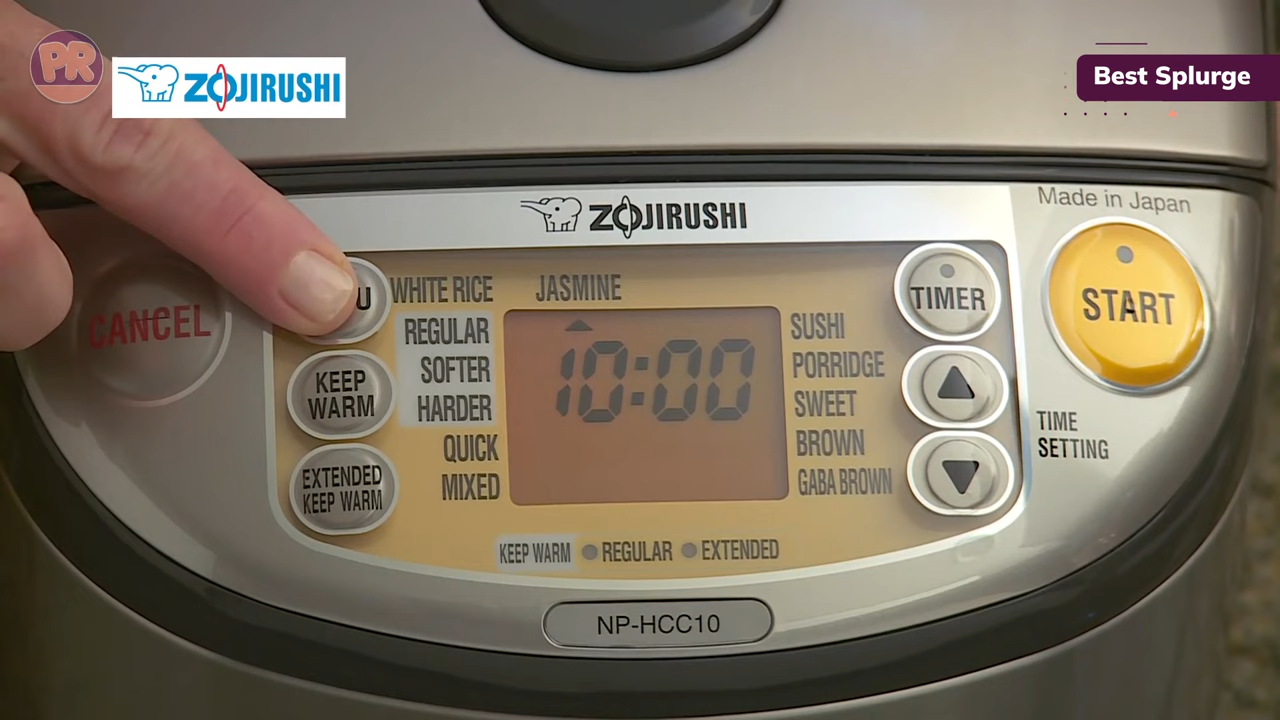 PR
ZOJIRUSHI
Best Splurge
ZOJIRUSHI
Made in Japan
CANCEL
U
KEEP
WARM
EXTENDED
KEEP WARM
WHITE RICE
JASMINE
REGULAR
SOFTER
HARDER
QUICK
MIXED
10:00
SUSHI
PORRIDGE
SWEET
BROWN
GABA BROWN
TIMER
START
TIME
SETTING
KEEP WARM REGULAR EXTENDED
NP-HCC10